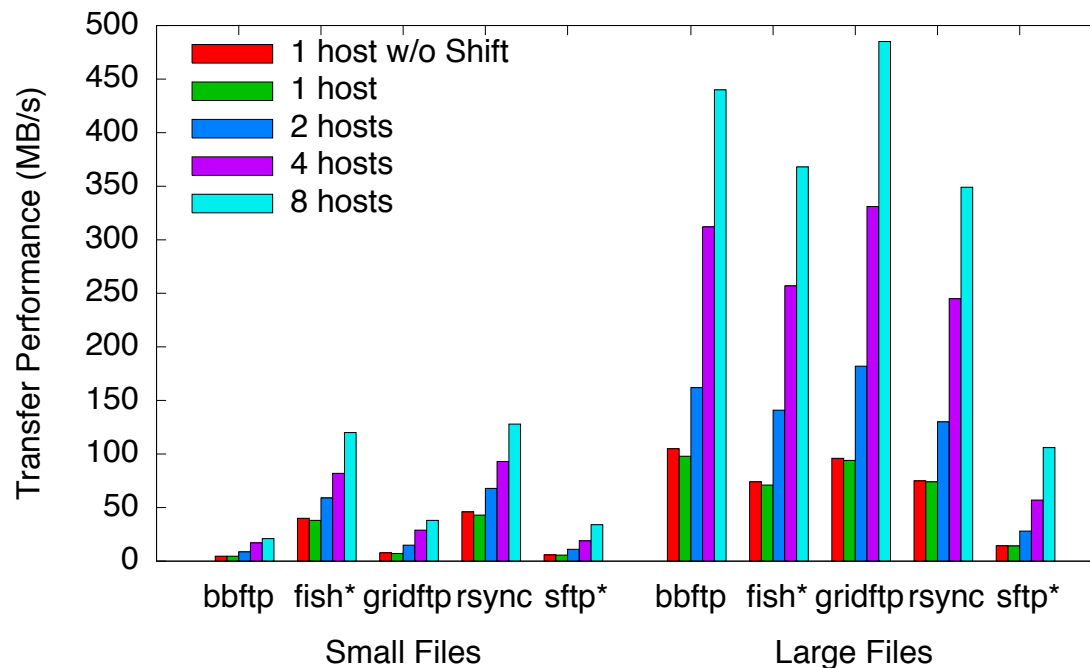 Transfer Performance (MB/s)
500
450
400
350
300
250
200
150
100
50
0
1 host w/o Shift
1 host
2 hosts
4 hosts
8 hosts
bbftp fish* gridftp rsync sftp* bbftp fish* gridftp rsync sftp*
Small Files Large Files